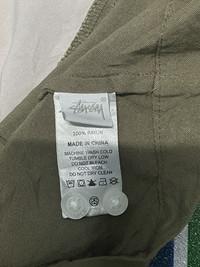 Stüssy
100% RAYON
MADE IN CHINA
MACHINE WASH COLD
TUMBLE DRY LOW
DO NOT BLEACH
COOL IRON
DO NOT DRY CLEAN